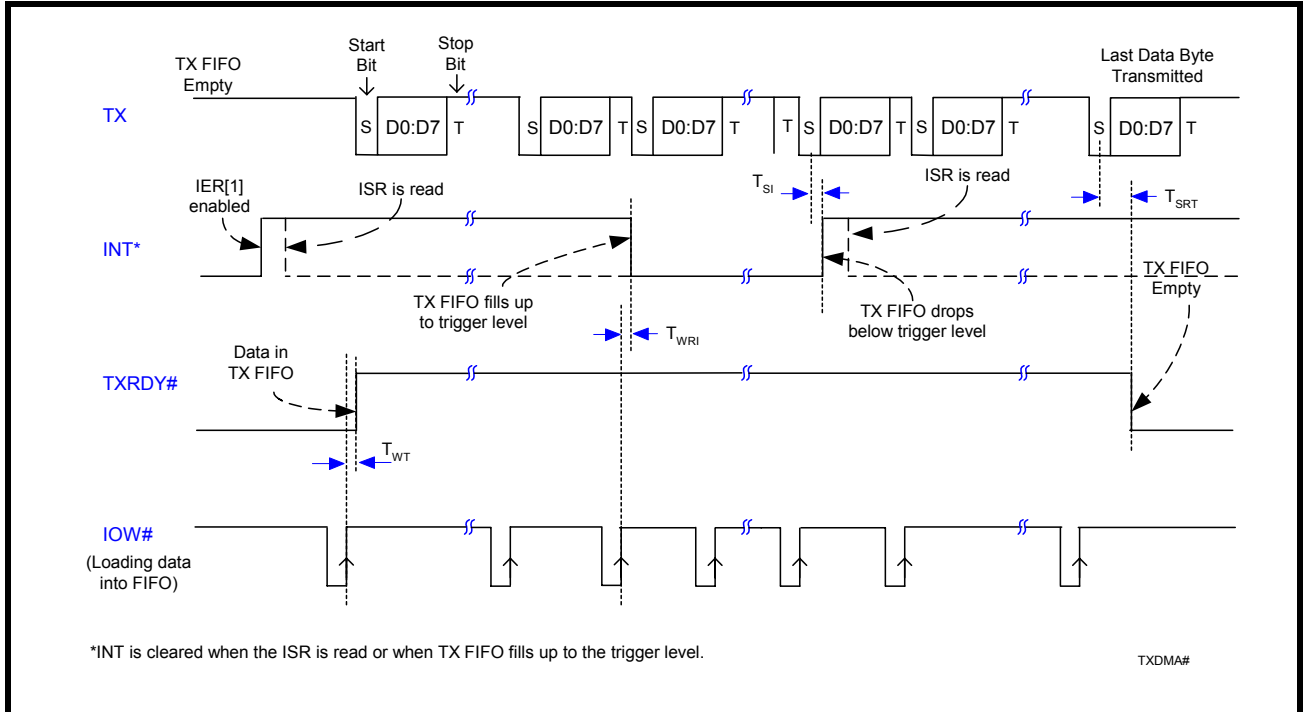 Start
Bit
Stop
Bit
TX FIFO
Empty
Last Data Byte
Transmitted
TX
S D0:D7 T S D0:D7 T S D0:D7 T T S D0:D7 T S D0:D7 T S D0:D7 T
IER[1]
enabled
ISR is read
TSI
ISR is read
TSRT
INT*
TX FIFO fills up
to trigger level
TX FIFO drops
below trigger level
TX FIFO
Empty
TWRI
Data in
TX FIFO
TXRDY#
TWT
IOW#
(Loading data
into FIFO)
*INT is cleared when the ISR is read or when TX FIFO fills up to the trigger level.
TXDMA#